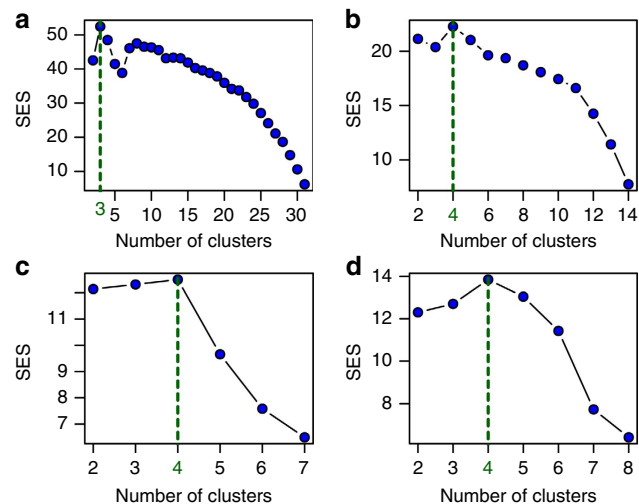 a
b
SES
50
40
30
20
10
3 5 10 15 20 25 30
Number of clusters
SES
20
15
10
2 4 6 8 10 12 14
Number of clusters
c
d
SES
11
9
8
7
2 3 4 5 6 7
Number of clusters
SES
14
12
10
8
2 3 4 5 6 7 8
Number of clusters